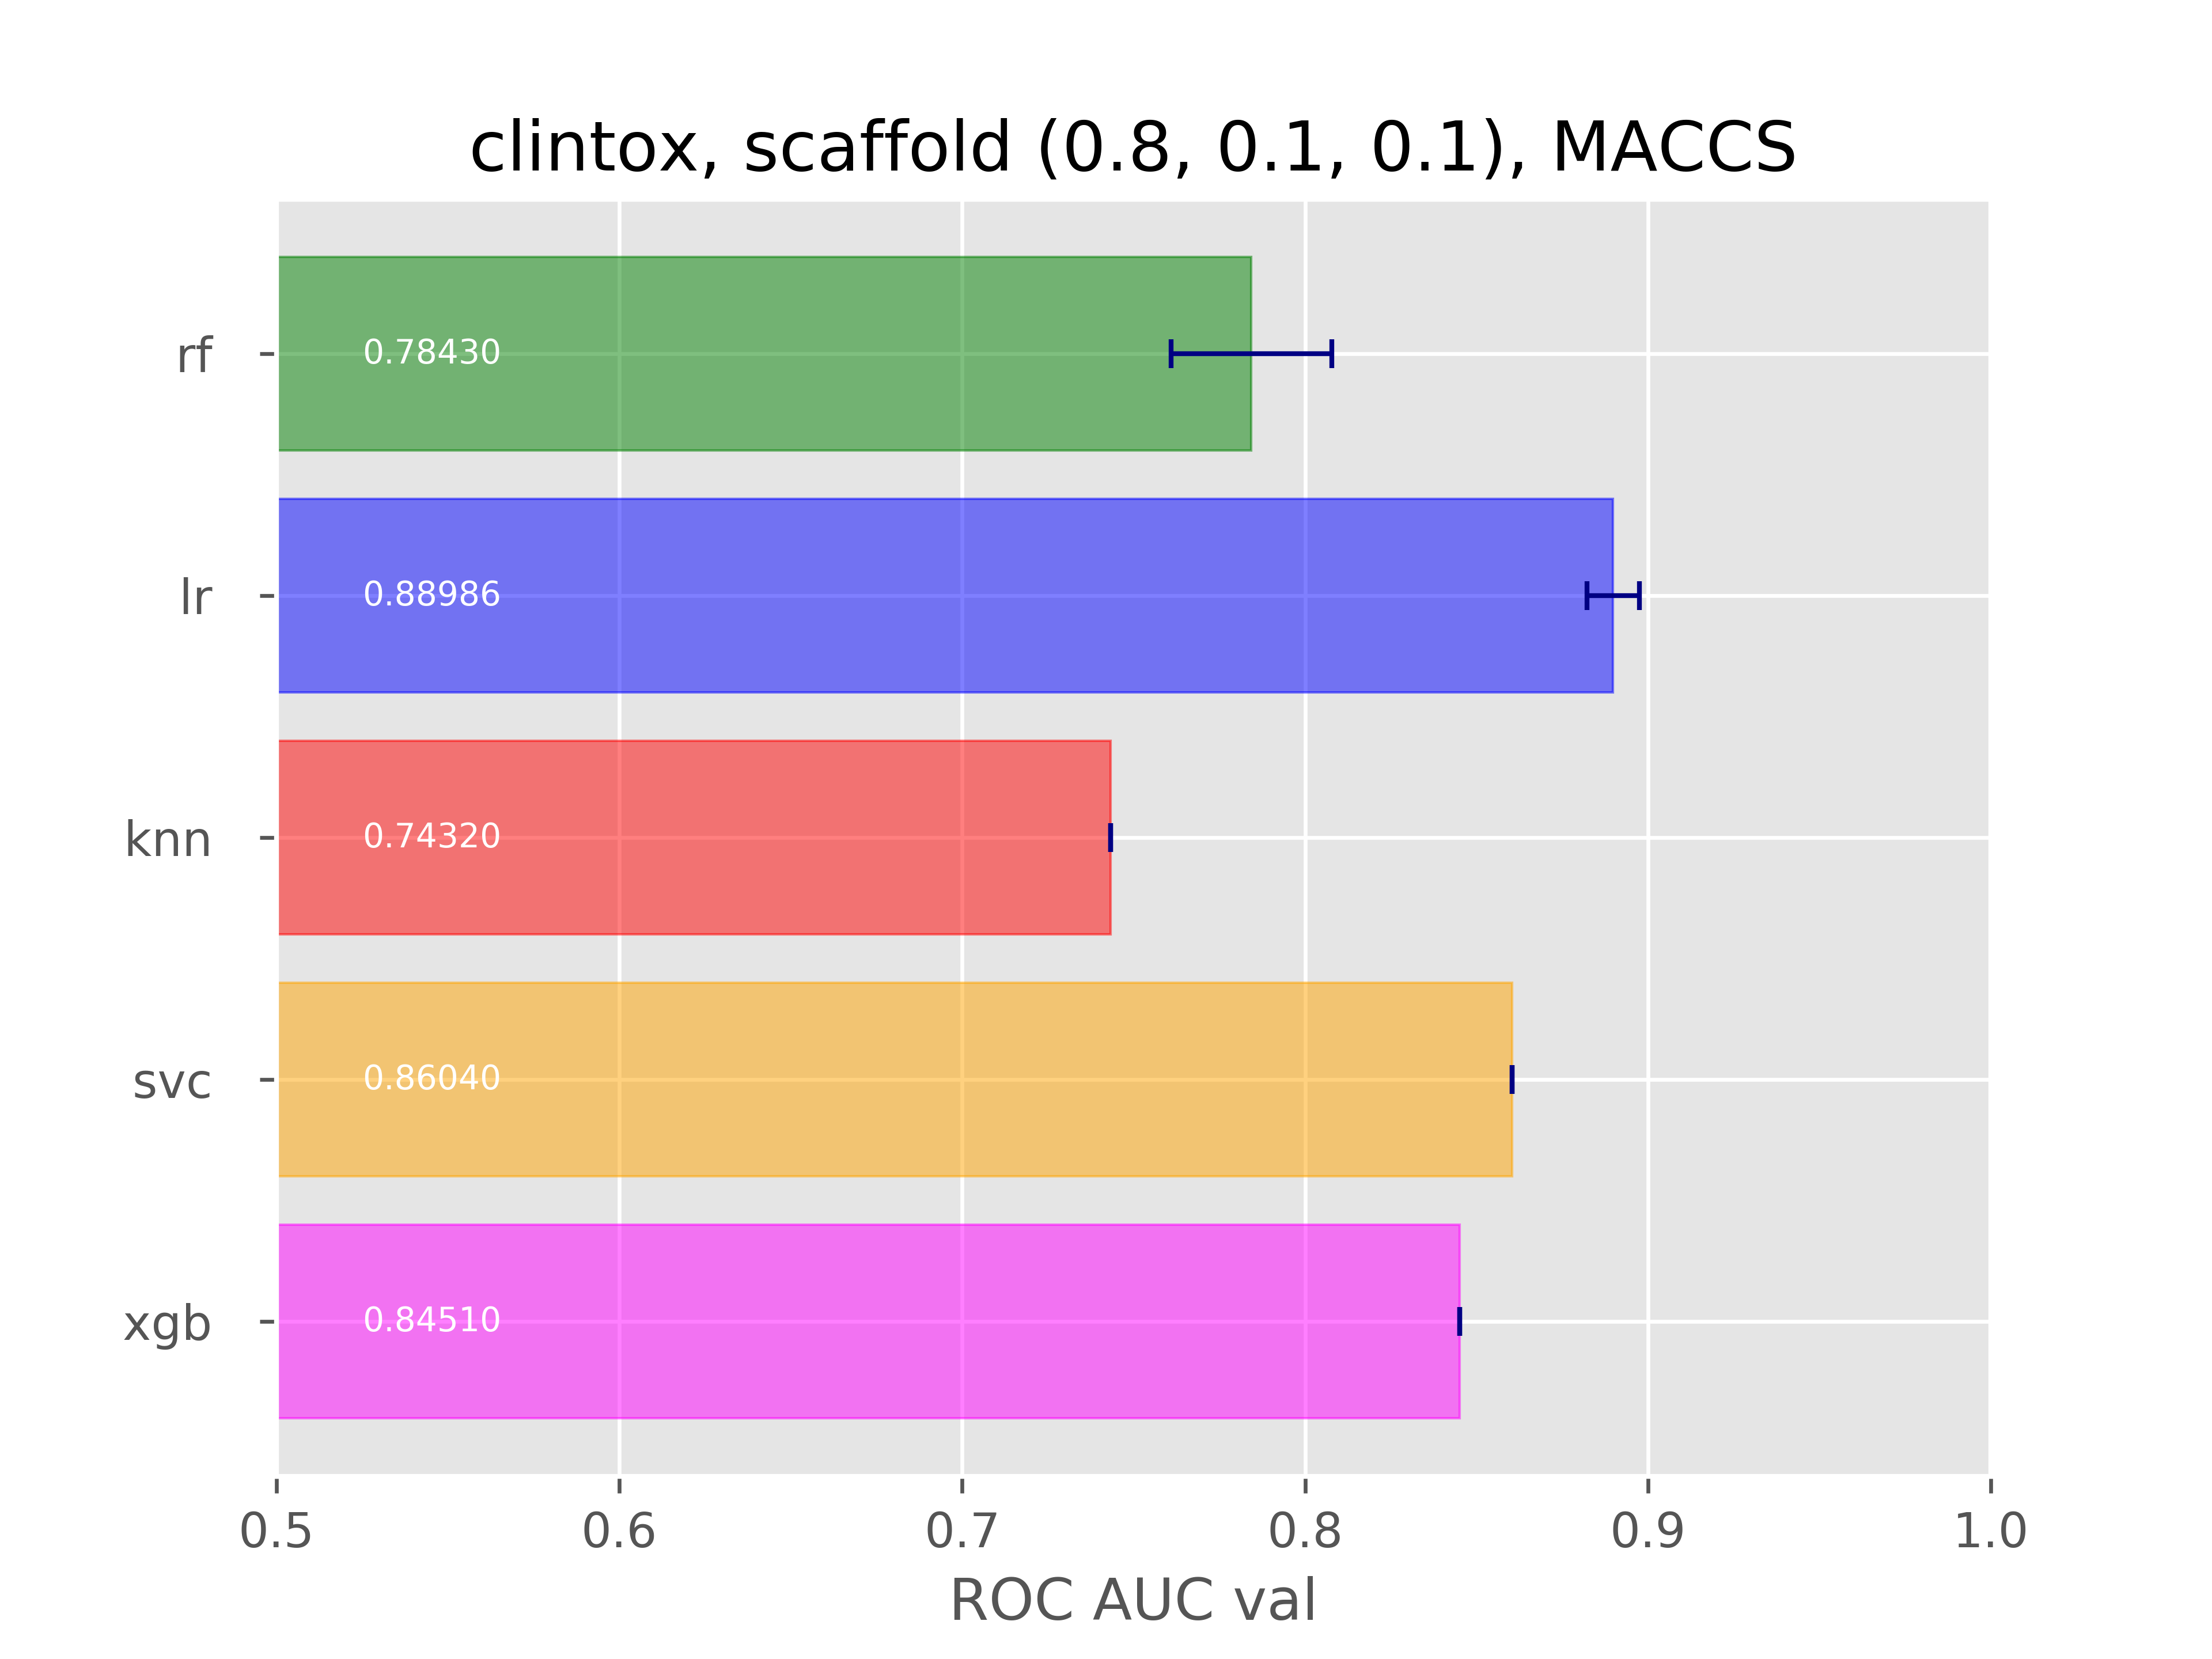 clintox, scaffold (0.8, 0.1, 0.1), MACCS
rf
0.78430
lr
0.88986
knn
0.74320
svc
0.86040
xgb
0.84510
0.5 0.6 0.7 0.8 0.9 1.0
ROC AUC val